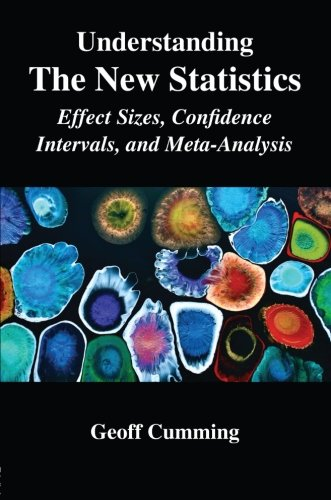 Understanding
The New Statistics
Effect Sizes, Confidence
Intervals, and Meta-Analysis
Geoff Cumming